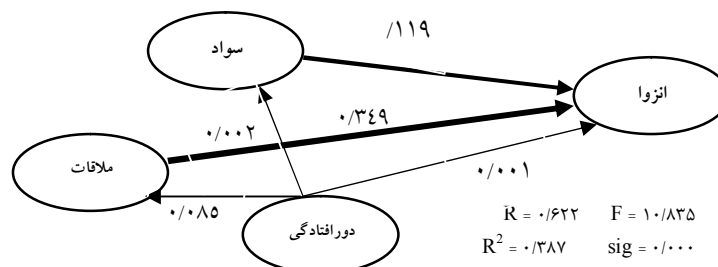 سواد
/۱۱۹
انزوا
۰/۳٤۹
۰/۰۰۲
ملاقات
۰/۰۰۱
۰/۰۸۵
دورافتادگی
R = ۰/۶۲۲ F = ۱۰/۸۳۵
R² = ۰/۳۸۷ sig = ۰/۰۰۰